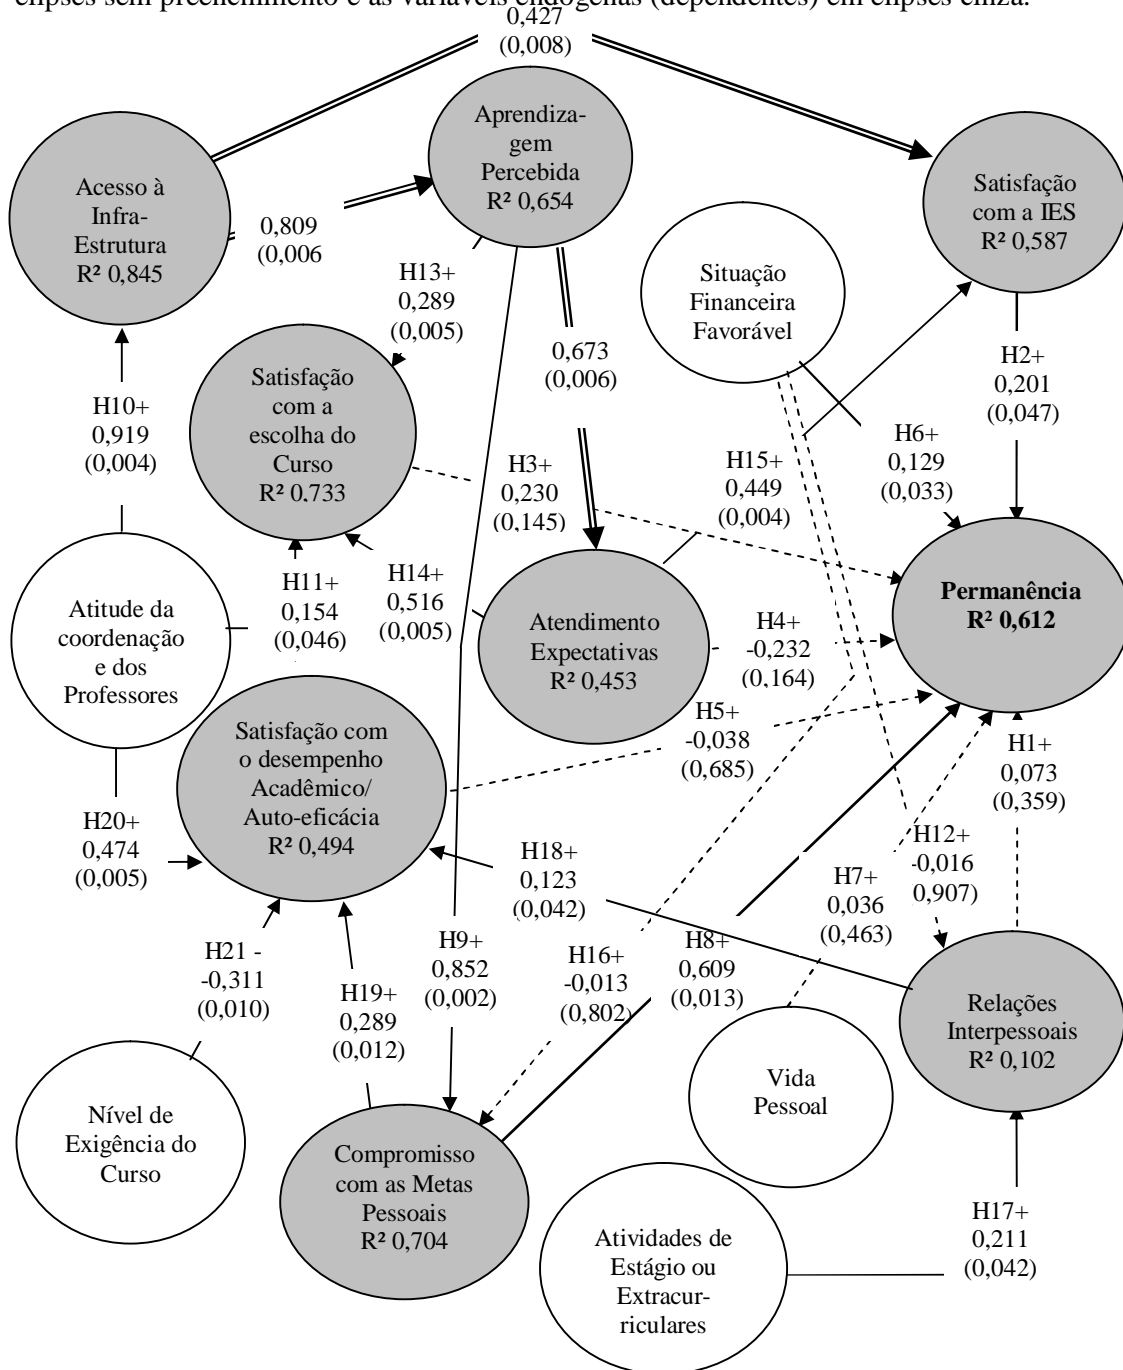 elipses sem preenchimento e as variáveis endógenas (dependentes) em elipses cinza.
0,427
(0,008)
Aprendiza-
gem
Percebida
R² 0,654
Acesso à
Infra-
Estrutura
R² 0,845
Satisfação
com a IES
R² 0,587
0,809
(0,006
Situação
Financeira
Favorável
H13+
0,289
(0,005)
0,673
(0,006)
H2+
0,201
(0,047)
Satisfação
com a
escolha do
Curso
R² 0,733
H10+
0,919
(0,004)
H6+
0,129
(0,033)
H3+
0,230
(0,145)
H15+
0,449
(0,004)
H14+
0,516
(0,005)
H11+
0,154
(0,046)
Permanência
R² 0,612
Atitude da
coordenação
e dos
Professores
Atendimento
Expectativas
R² 0,453
H4+
-0,232
(0,164)
H5+
-0,038
(0,685)
Satisfação com
o desempenho
Acadêmico/
Auto-eficácia
R² 0,494
H1+
0,073
(0,359)
H20+
0,474
(0,005)
H18+
0,123
(0,042)
H12+
-0,016
0,907)
H7+
0,036
(0,463)
H21 -
-0,311
(0,010)
H9+
0,852
(0,002)
H16+
-0,013
(0,802)
H8+
0,609
(0,013)
H19+
0,289
(0,012)
Relações
Interpessoais
R² 0,102
Vida
Pessoal
Nível de
Exigência do
Curso
Compromisso
com as Metas
Pessoais
R² 0,704
H17+
0,211
(0,042)
Atividades de
Estágio ou
Extracur-
riculares